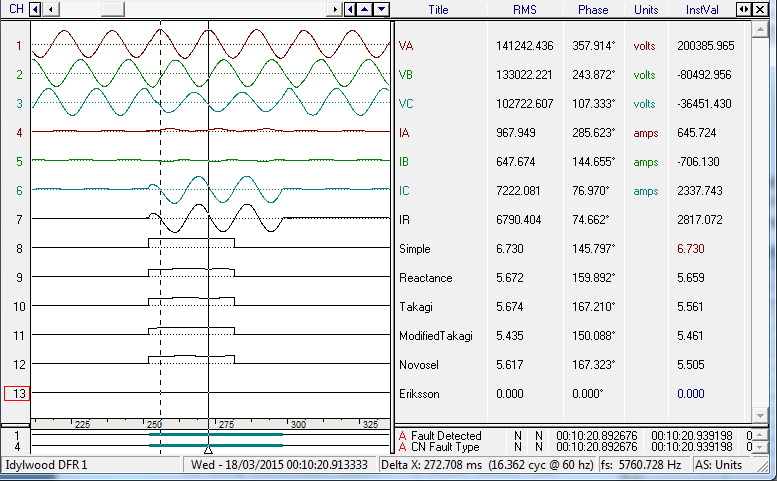 CH Title RMS Phase Units InstVal
1 VA 141242.436 357.914° volts 200385.965
2 VB 133022.221 243.872° volts -80492.956
3 VC 102722.607 107.333° volts -36451.430
4 IA 967.949 285.623° amps 645.724
5 IB 647.674 144.655° amps -706.130
6 IC 7222.081 76.970° amps 2337.743
7 IR 6790.404 74.662° 2817.072
8 Simple 6.730 145.797° 6.730
9 Reactance 5.672 159.892° 5.659
10 Takagi 5.674 167.210° 5.561
11 ModifiedTakagi 5.435 150.088° 5.461
12 Novosel 5.617 167.323° 5.505
13 Eriksson 0.000 0.000° 0.000
225 250 275 300 325
1 A Fault Detected N N 00:10:20.892676 00:10:20.939198 0
4 A CN Fault Type N N 00:10:20.892676 00:10:20.939198 0
Idylwood DFR 1 Wed - 18/03/2015 00:10:20.913333 Delta X: 272.708 ms (16.362 cyc @ 60 hz) fs: 5760.728 Hz AS: Units